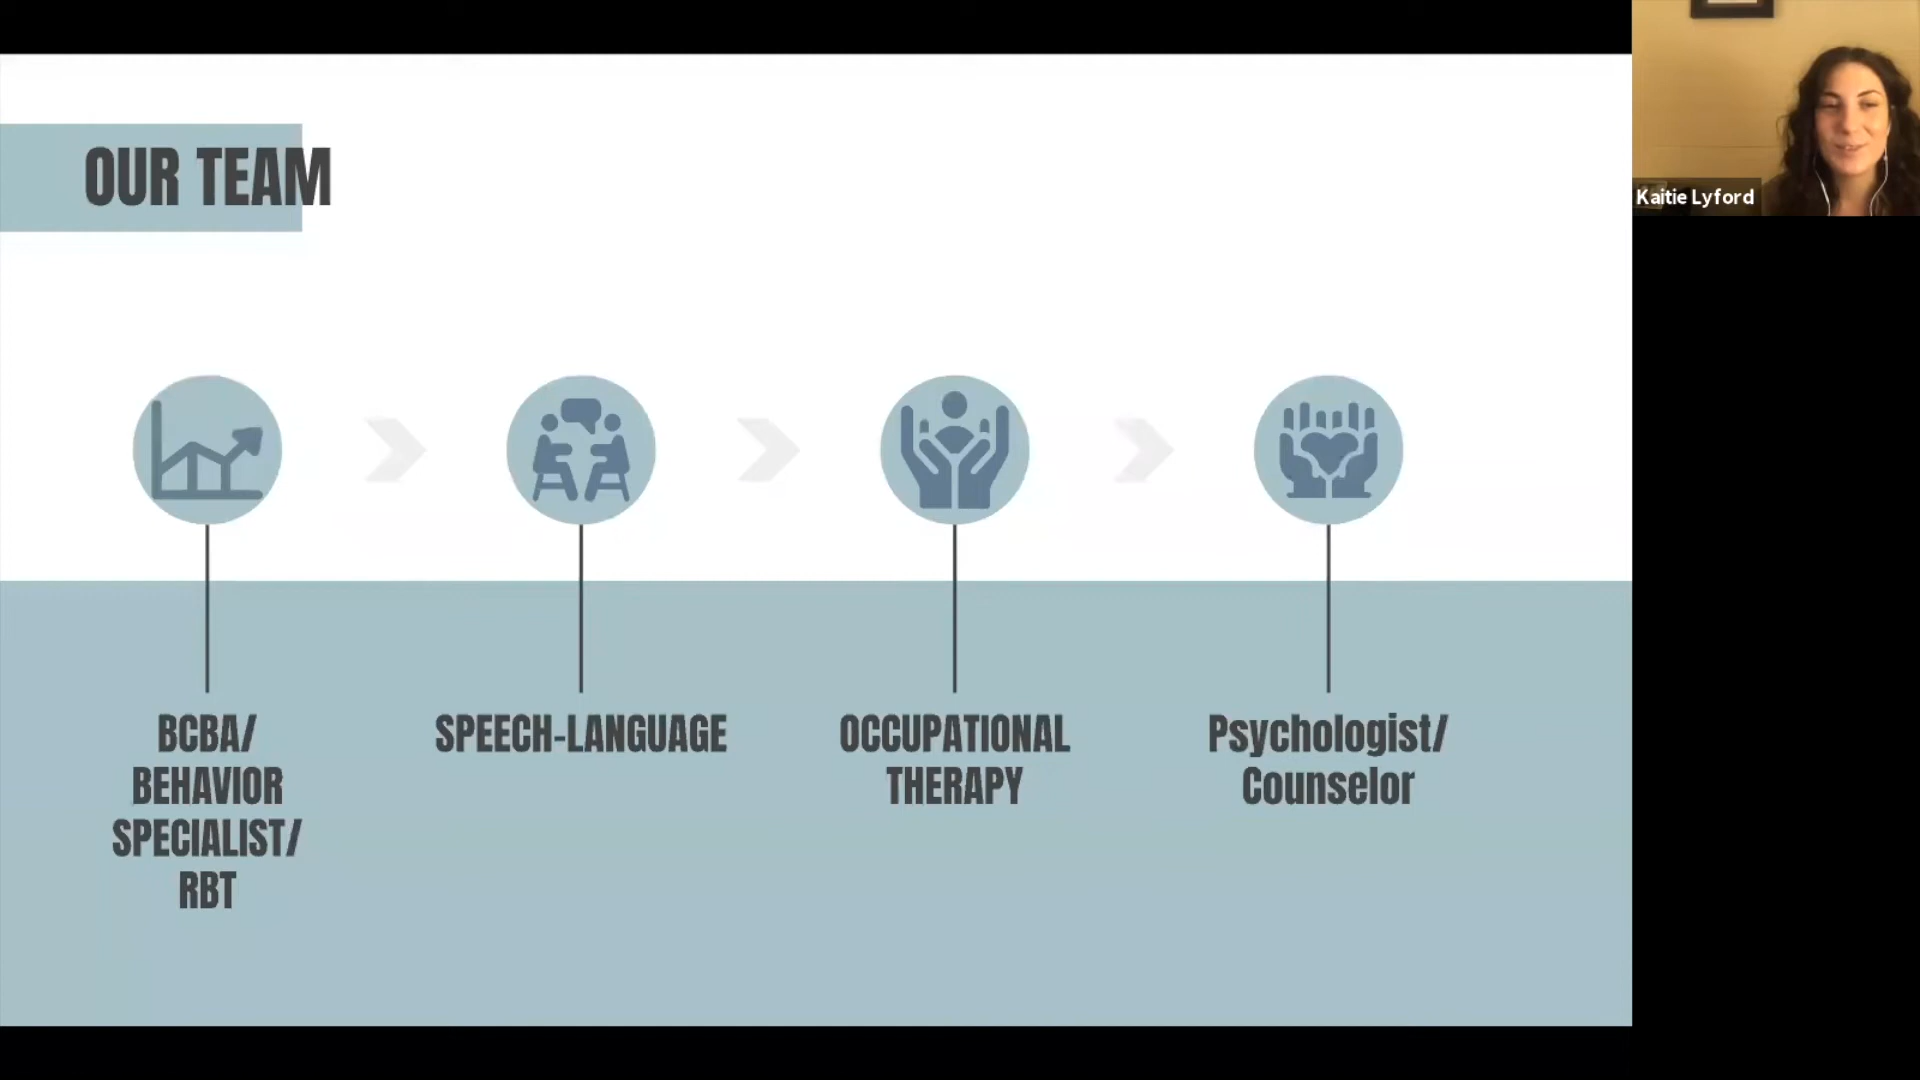 OUR TEAM
Kaitie Lyford
BCBA/
BEHAVIOR
SPECIALIST/
RBT
SPEECH-LANGUAGE
OCCUPATIONAL
THERAPY
Psychologist/
Counselor